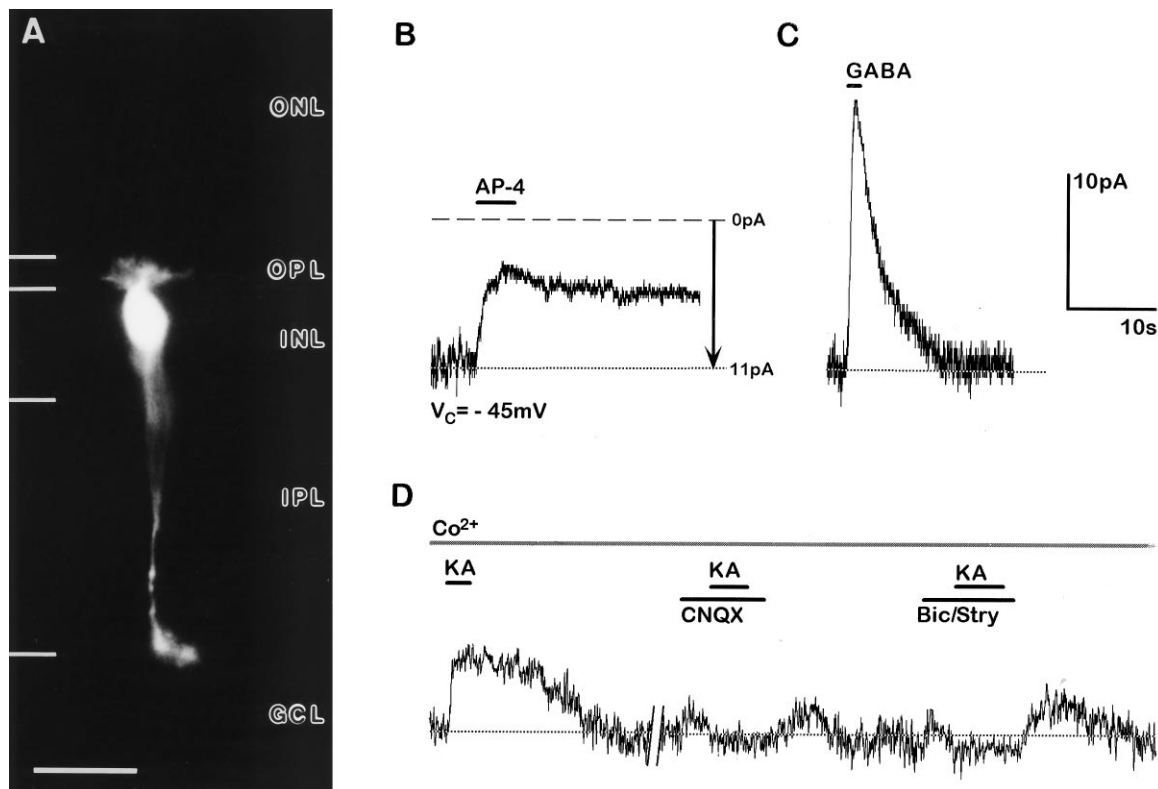 A
ONL
OPL
INL
IPL
GCL
B
AP-4
0pA
11pA
V_C = - 45mV
C
GABA
10pA
10s
D
Co²⁺
KA
KA
CNQX
KA
Bic/Stry